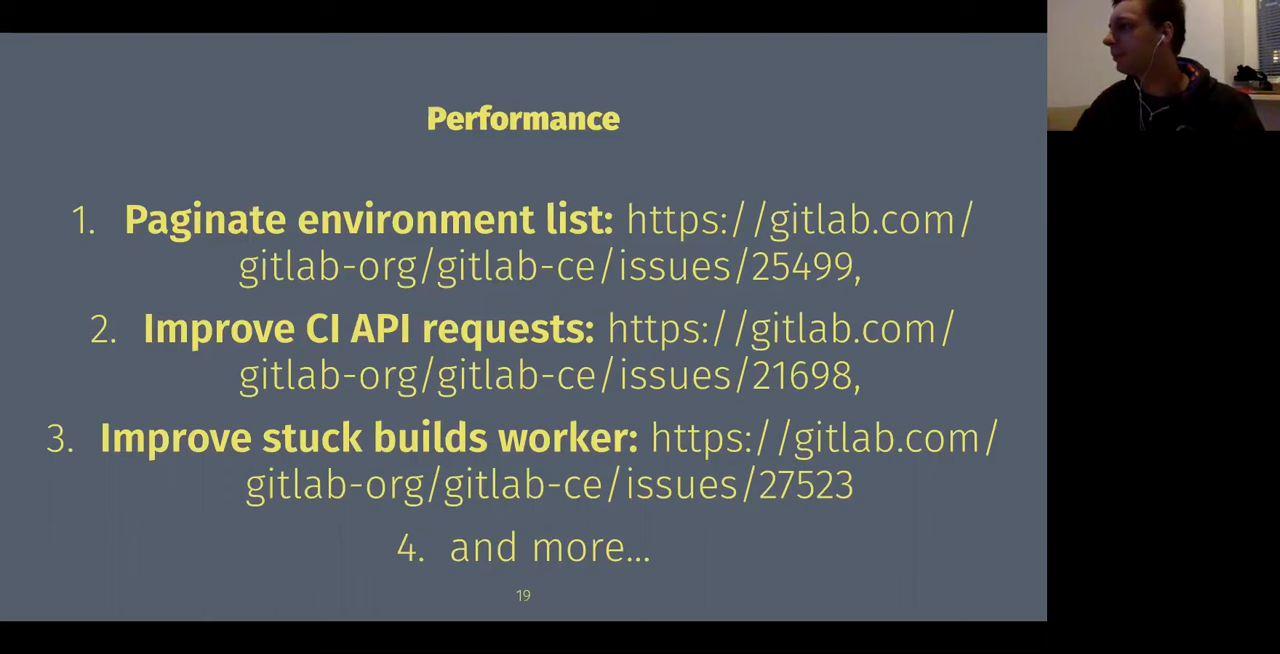 Performance
1. Paginate environment list: https://gitlab.com/
gitlab-org/gitlab-ce/issues/25499,
2. Improve CI API requests: https://gitlab.com/
gitlab-org/gitlab-ce/issues/21698,
3. Improve stuck builds worker: https://gitlab.com/
gitlab-org/gitlab-ce/issues/27523
4. and more...
19